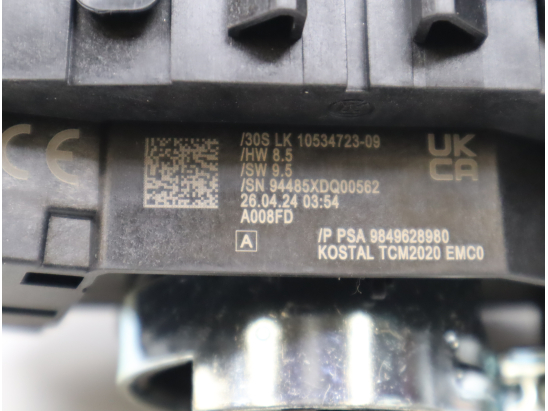 CE
/30S LK 10534723-09
/HW 8.5
/SW 9.5
/SN 94485XDQ00562
26.04.24 03:54
A008FD
UK
CA
A
/P PSA 9849628980
KOSTAL TCM2020 EMC0